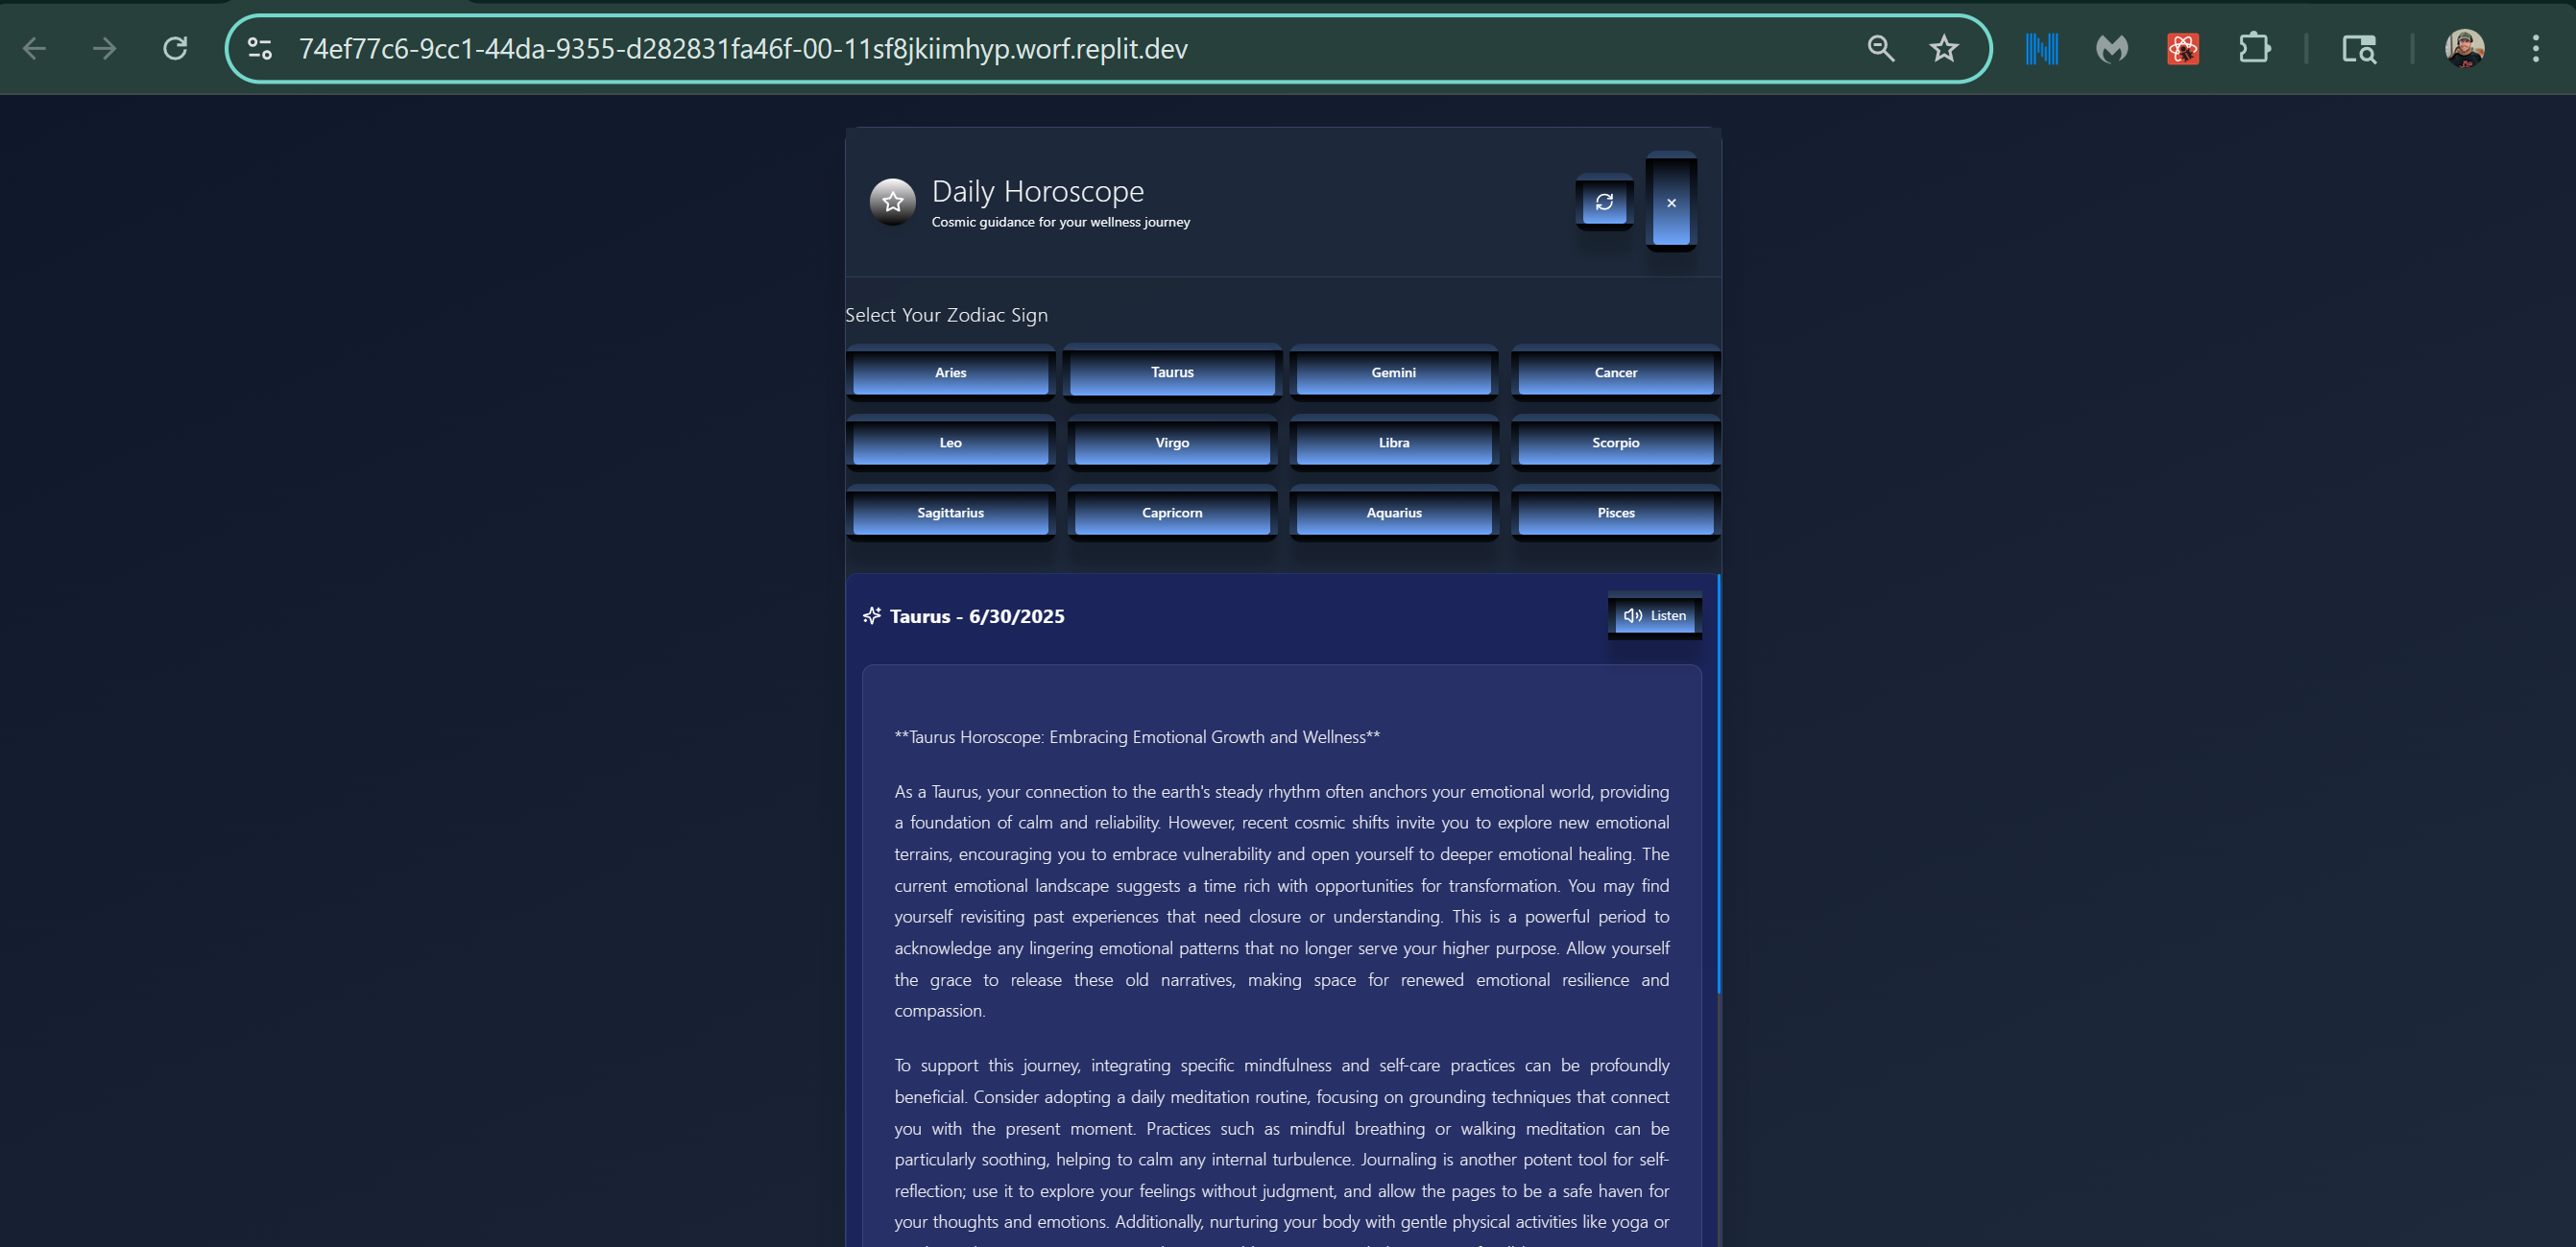 74ef77c6-9cc1-44da-9355-d282831fa46f-00-11sf8jkiimhyp.worf.replit.dev
Daily Horoscope
Cosmic guidance for your wellness journey
Select Your Zodiac Sign
Aries Taurus Gemini Cancer
Leo Virgo Libra Scorpio
Sagittarius Capricorn Aquarius Pisces
Taurus - 6/30/2025 Listen
**Taurus Horoscope: Embracing Emotional Growth and Wellness**
As a Taurus, your connection to the earth's steady rhythm often anchors your emotional world, providing
a foundation of calm and reliability. However, recent cosmic shifts invite you to explore new emotional
terrains, encouraging you to embrace vulnerability and open yourself to deeper emotional healing. The
current emotional landscape suggests a time rich with opportunities for transformation. You may find
yourself revisiting past experiences that need closure or understanding. This is a powerful period to
acknowledge any lingering emotional patterns that no longer serve your higher purpose. Allow yourself
the grace to release these old narratives, making space for renewed emotional resilience and
compassion.
To support this journey, integrating specific mindfulness and self-care practices can be profoundly
beneficial. Consider adopting a daily meditation routine, focusing on grounding techniques that connect
you with the present moment. Practices such as mindful breathing or walking meditation can be
particularly soothing, helping to calm any internal turbulence. Journaling is another potent tool for self-
reflection; use it to explore your feelings without judgment, and allow the pages to be a safe haven for
your thoughts and emotions. Additionally, nurturing your body with gentle physical activities like yoga or